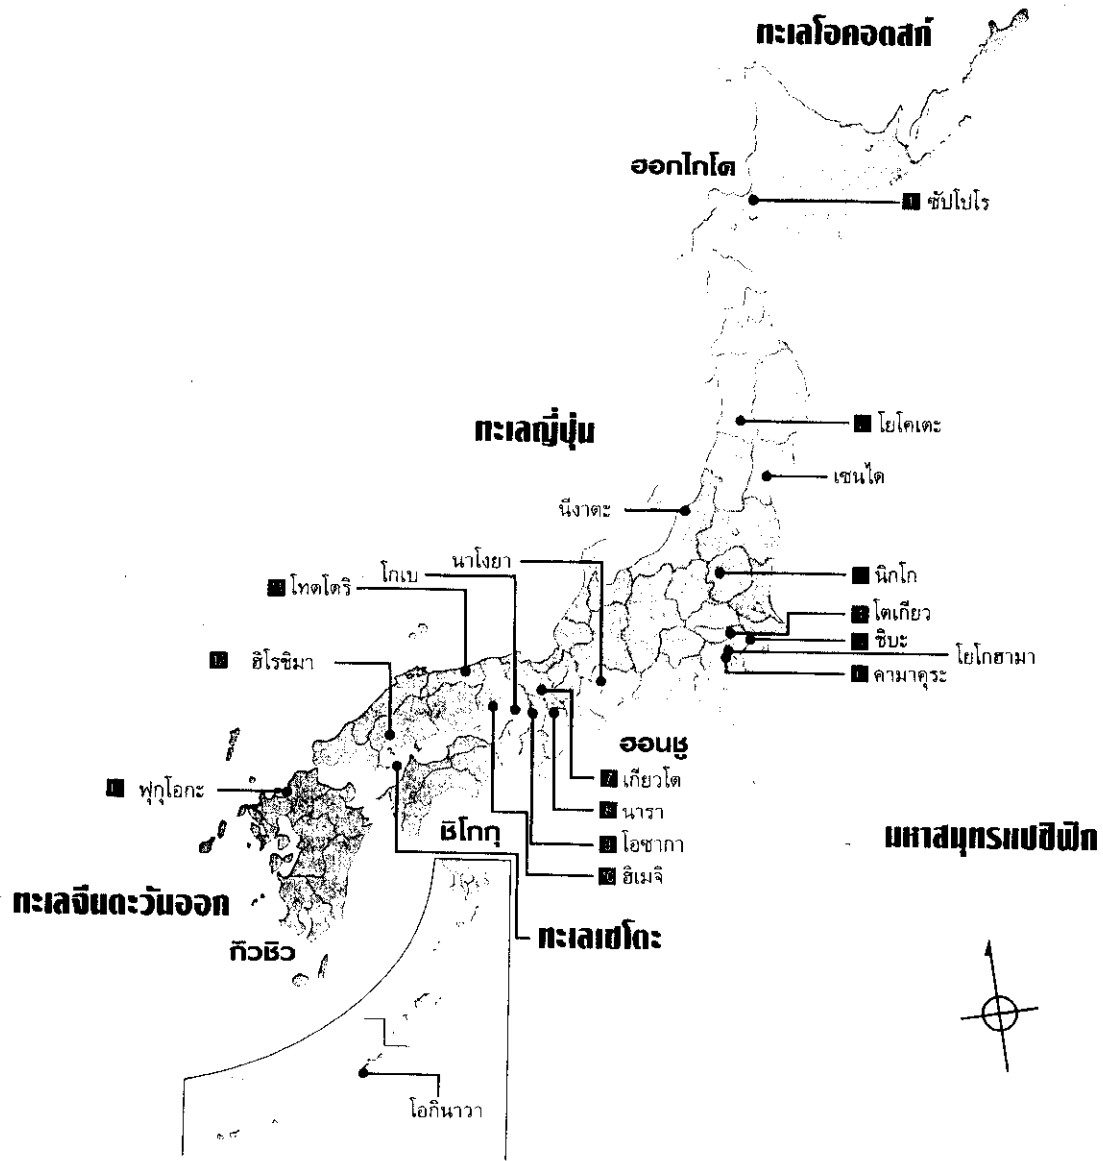 ทะเลโอคอตสก์
ฮอกไกโด
1 ซัปโปโร
ทะเลญี่ปุ่น
โยโคเตะ
เซนได
นีงาตะ
นาโงยา
โกเบ
นิกโก
โทตโตริ
โตเกียว
ชิบะ
โยโกฮามา
ฮิโรชิมา
คามาคุระ
ฮอนชู
7 เกียวโต
ฟุกุโอกะ
8 นารา
ชิโกกุ
9 โอซากา
มหาสมุทรแปซิฟิก
10 ฮิเมจิ
ทะเลจีนตะวันออก
ทะเลเซโตะ
กิวชิว
โอกินาวา